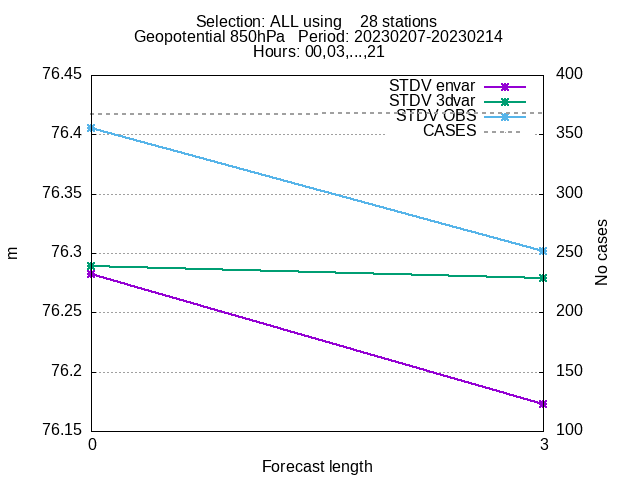 Selection: ALL using    28 stations
Geopotential 850hPa   Period: 20230207-20230214
Hours: 00,03,...,21
76.45
76.4
76.35
76.3
76.25
76.2
76.15
400
350
300
250
200
150
100
STDV envar
STDV 3dvar
STDV OBS
CASES
m
No cases
0
3
Forecast length